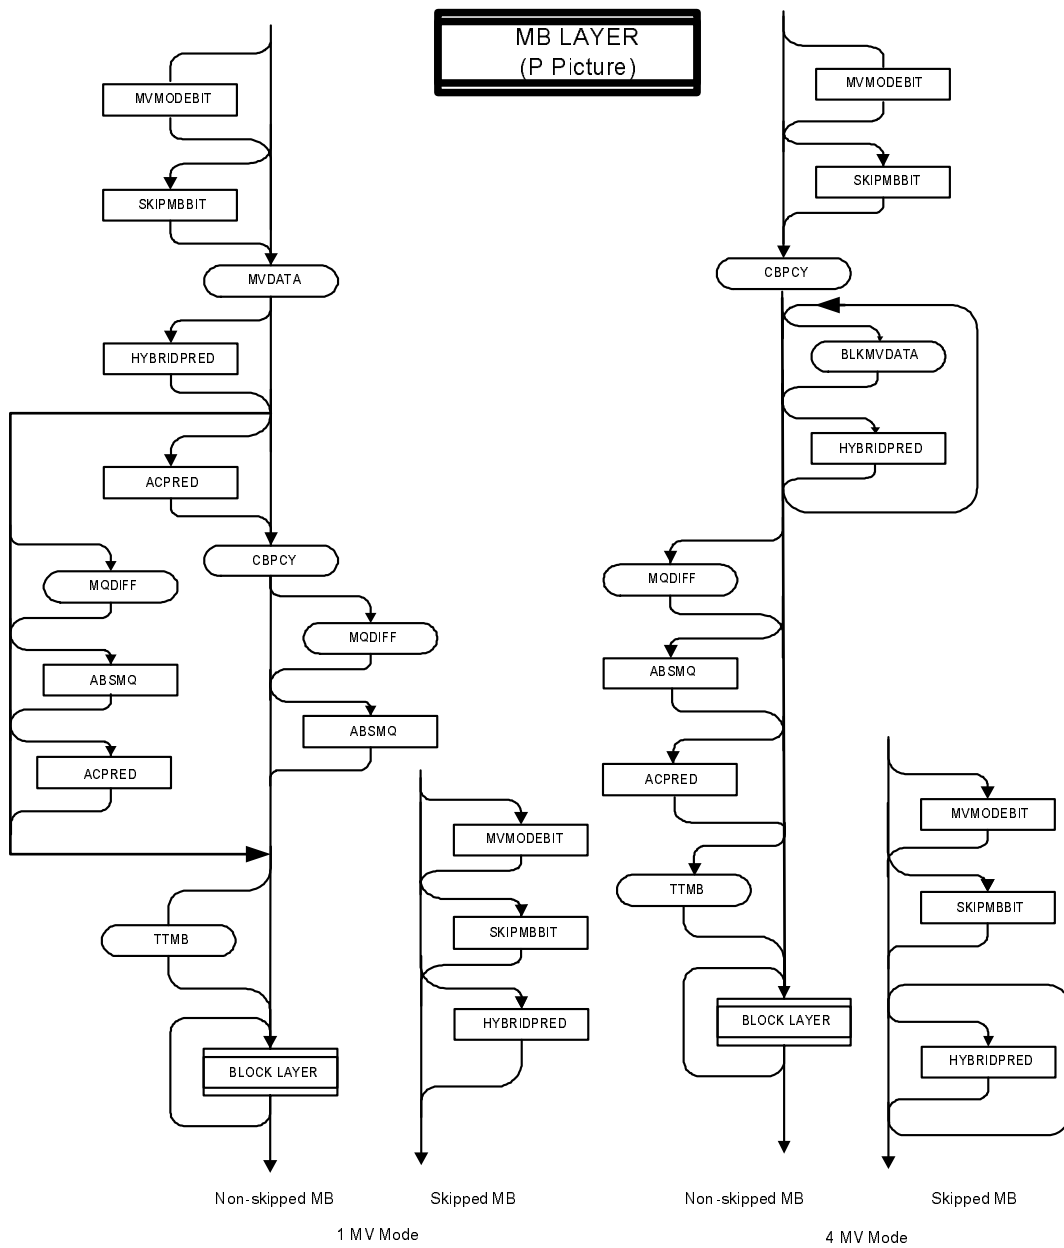 MB LAYER
(P Picture)
MVMODEBIT
SKIPMBBIT
MVDATA
HYBRIDPRED
ACPRED
CBPCY
MQDIFF
ABSMQ
ACPRED
MQDIFF
ABSMQ
TTMB
BLOCK LAYER
MVMODEBIT
SKIPMBBIT
HYBRIDPRED
Non-skipped MB
Skipped MB
1 MV Mode
MVMODEBIT
SKIPMBBIT
CBPCY
BLKMVDATA
HYBRIDPRED
MQDIFF
ABSMQ
ACPRED
TTMB
BLOCK LAYER
MVMODEBIT
SKIPMBBIT
HYBRIDPRED
Non-skipped MB
Skipped MB
4 MV Mode